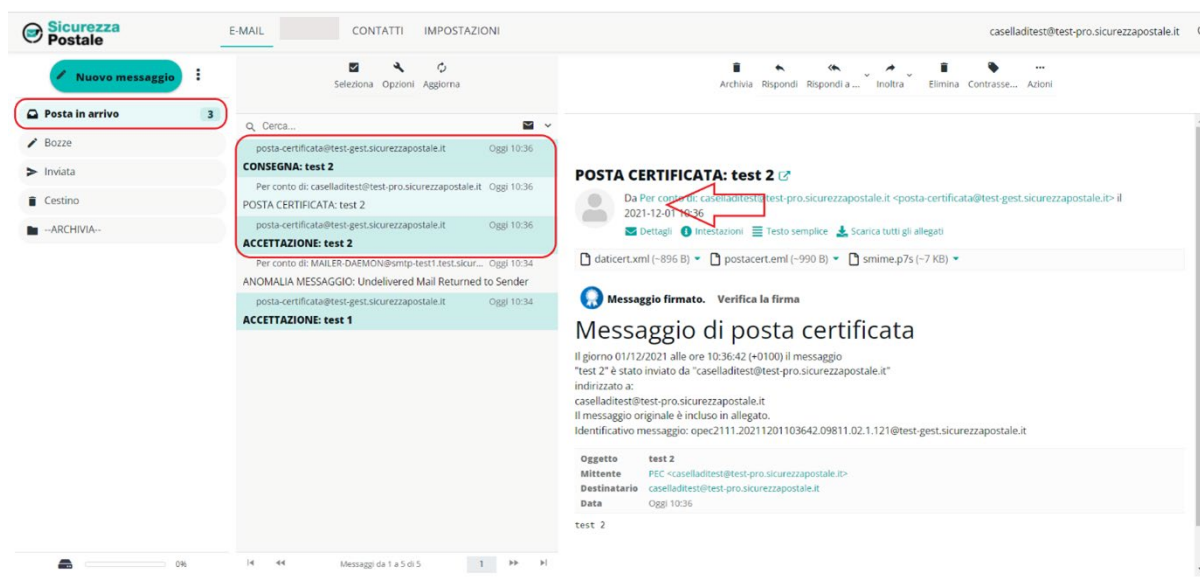 Sicurezza
Postale
E-MAIL
CONTATTI
IMPOSTAZIONI
caselladitest@test-pro.sicurezzapostale.it
Nuovo messaggio
Posta in arrivo 3
Bozze
Inviata
Cestino
--ARCHIVIA--
0%
Seleziona Opzioni Aggiorna
Cerca...
posta-certificata@test-gest.sicurezzapostale.it Oggi 10:36
CONSEGNA: test 2
Per conto di: caselladitest@test-pro.sicurezzapostale.it Oggi 10:36
POSTA CERTIFICATA: test 2
posta-certificata@test-gest.sicurezzapostale.it Oggi 10:36
ACCETTAZIONE: test 2
Per conto di: MAILER-DAEMON@smtp-test1.test.sicur... Oggi 10:34
ANOMALIA MESSAGGIO: Undelivered Mail Returned to Sender
posta-certificata@test-gest.sicurezzapostale.it Oggi 10:34
ACCETTAZIONE: test 1
Messaggi da 1 a 5 di 5 1
Archivia Rispondi Rispondi a ... Inoltra Elimina Contrasse... Azioni
POSTA CERTIFICATA: test 2
Da Per conto di: caselladitest@test-pro.sicurezzapostale.it <posta-certificata@test-gest.sicurezzapostale.it> il
2021-12-01 10:36
Dettagli Intestazioni Testo semplice Scarica tutti gli allegati
daticert.xml (~896 B) postacert.eml (~990 B) smime.p7s (~7 KB)
Messaggio firmato. Verifica la firma
Messaggio di posta certificata
Il giorno 01/12/2021 alle ore 10:36:42 (+0100) il messaggio
"test 2" è stato inviato da "caselladitest@test-pro.sicurezzapostale.it"
indirizzato a:
caselladitest@test-pro.sicurezzapostale.it
Il messaggio originale è incluso in allegato.
Identificativo messaggio: opec2111.20211201103642.09811.02.1.121@test-gest.sicurezzapostale.it
Oggetto test 2
Mittente PEC <caselladitest@test-pro.sicurezzapostale.it>
Destinatario caselladitest@test-pro.sicurezzapostale.it
Data Oggi 10:36
test 2